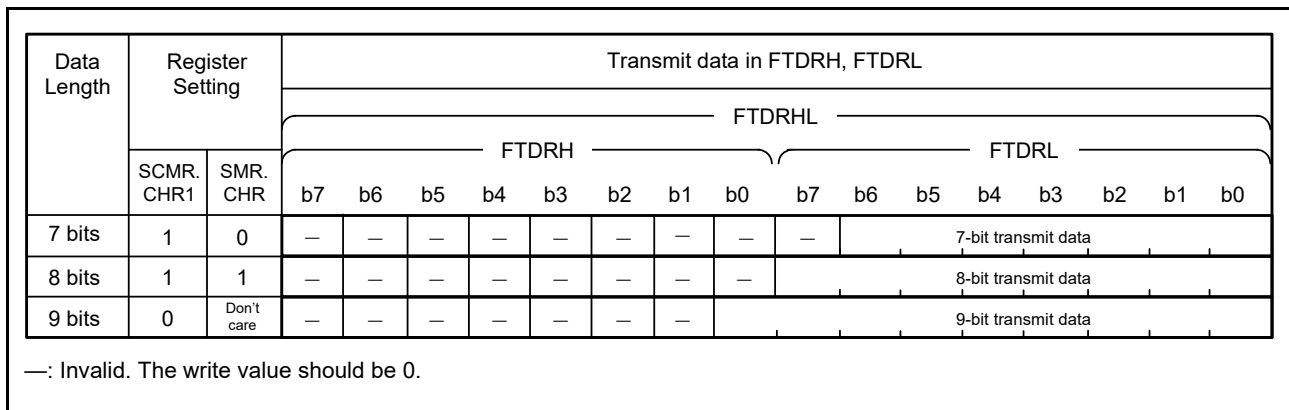 Data Length Register Setting Transmit data in FTDRH, FTDRL
FTDRHL
FTDRH FTDRL
SCMR. CHR1 SMR. CHR b7 b6 b5 b4 b3 b2 b1 b0 b7 b6 b5 b4 b3 b2 b1 b0
7 bits 1 0 — — — — — — — — — 7-bit transmit data
8 bits 1 1 — — — — — — — — 8-bit transmit data
9 bits 0 Don't care — — — — — — — 9-bit transmit data
—: Invalid. The write value should be 0.